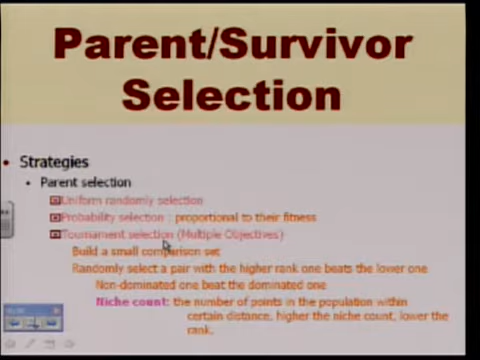 Parent/Survivor
Selection
Strategies
Parent selection
Uniform randomly selection
Probability selection : proportional to their fitness
Tournament selection (Multiple Objectives)
Build a small comparison set
Randomly select a pair with the higher rank one beats the lower one
Non-dominated one beat the dominated one
Niche count: the number of points in the population within
certain distance, higher the niche count, lower the
rank.